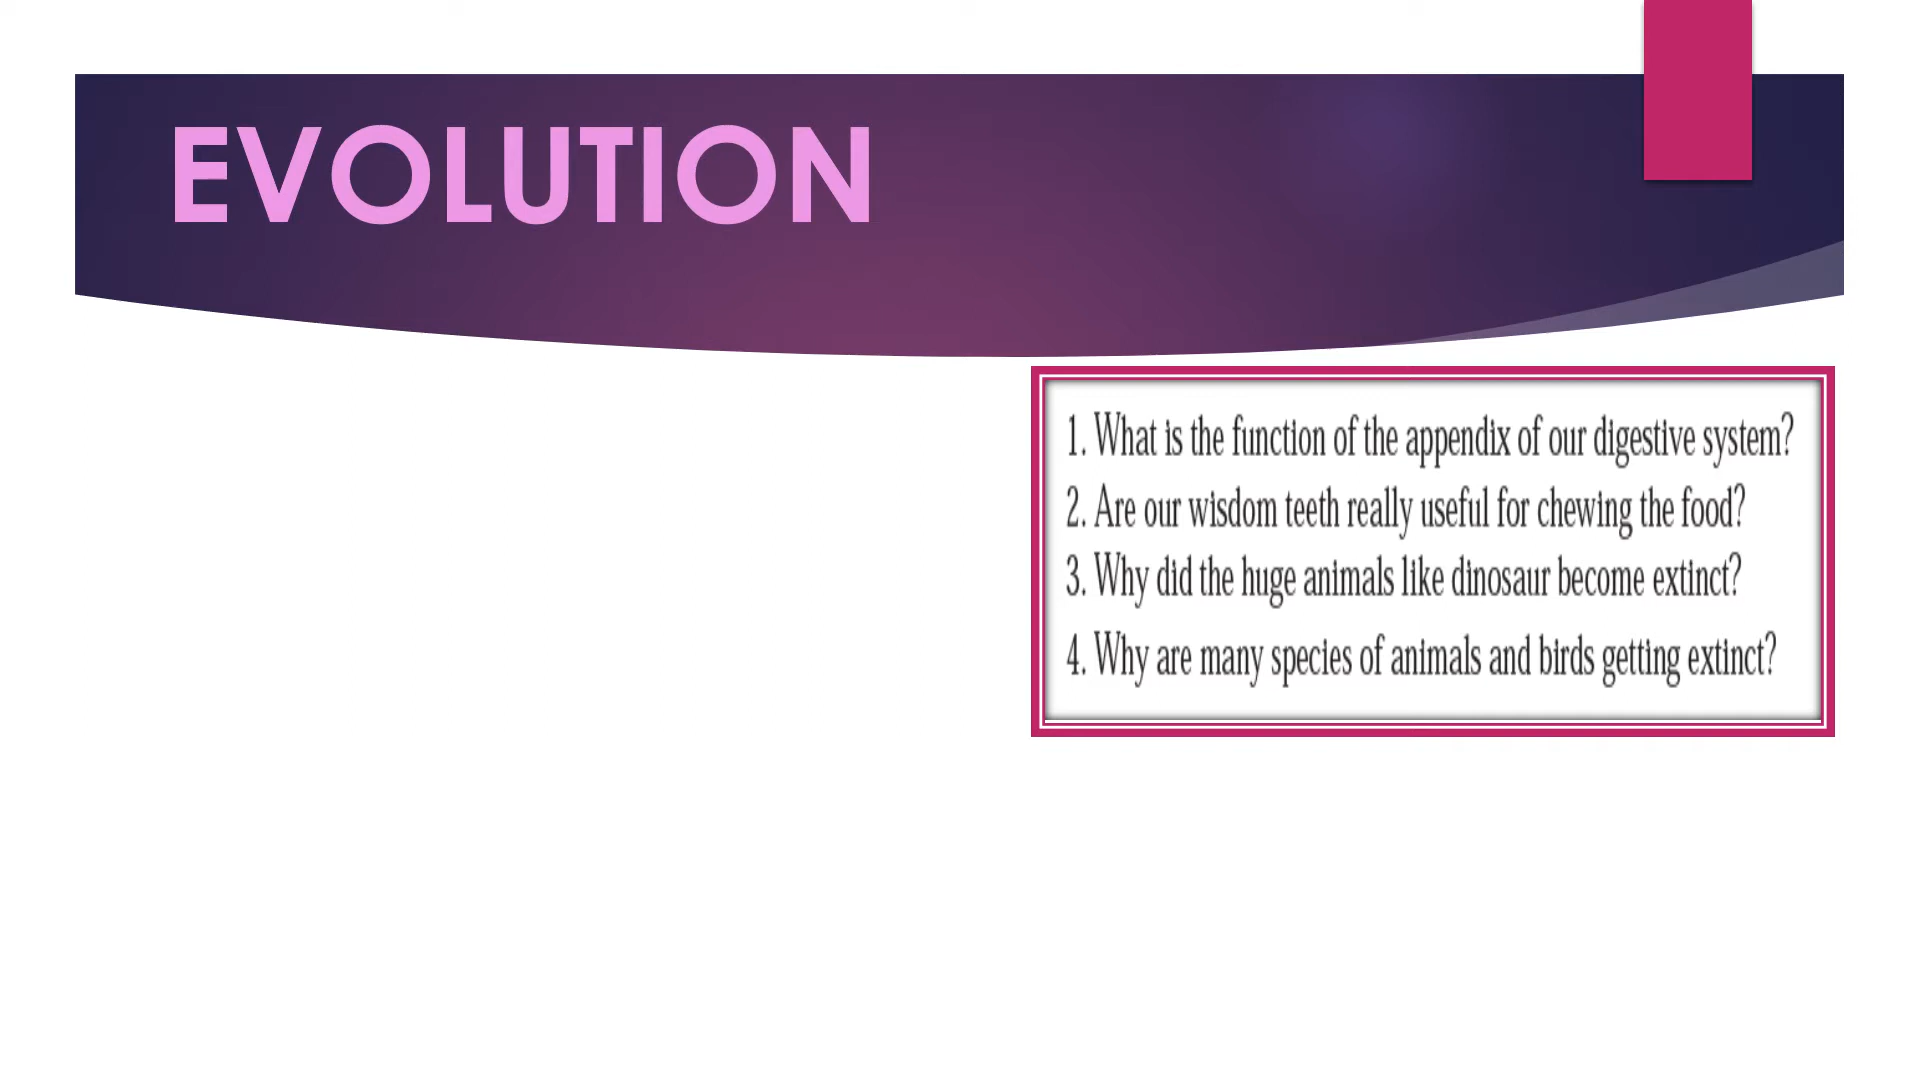 EVOLUTION
1. What is the function of the appendix of our digestive system?
2. Are our wisdom teeth really useful for chewing the food?
3. Why did the huge animals like dinosaur become extinct?
4. Why are many species of animals and birds getting extinct?